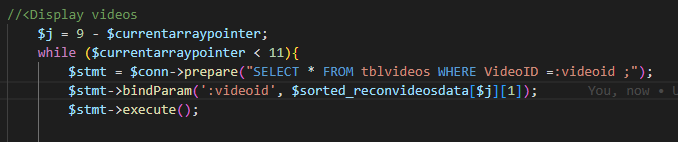 //<Display videos
$j = 9 - $currentarraypointer;
while ($currentarraypointer < 11){
$stmt = $conn->prepare("SELECT * FROM tblvideos WHERE VideoID =:videoid ;");
$stmt->bindParam(':videoid', $sorted_reconvideosdata[$j][1]); You, now •
$stmt->execute();